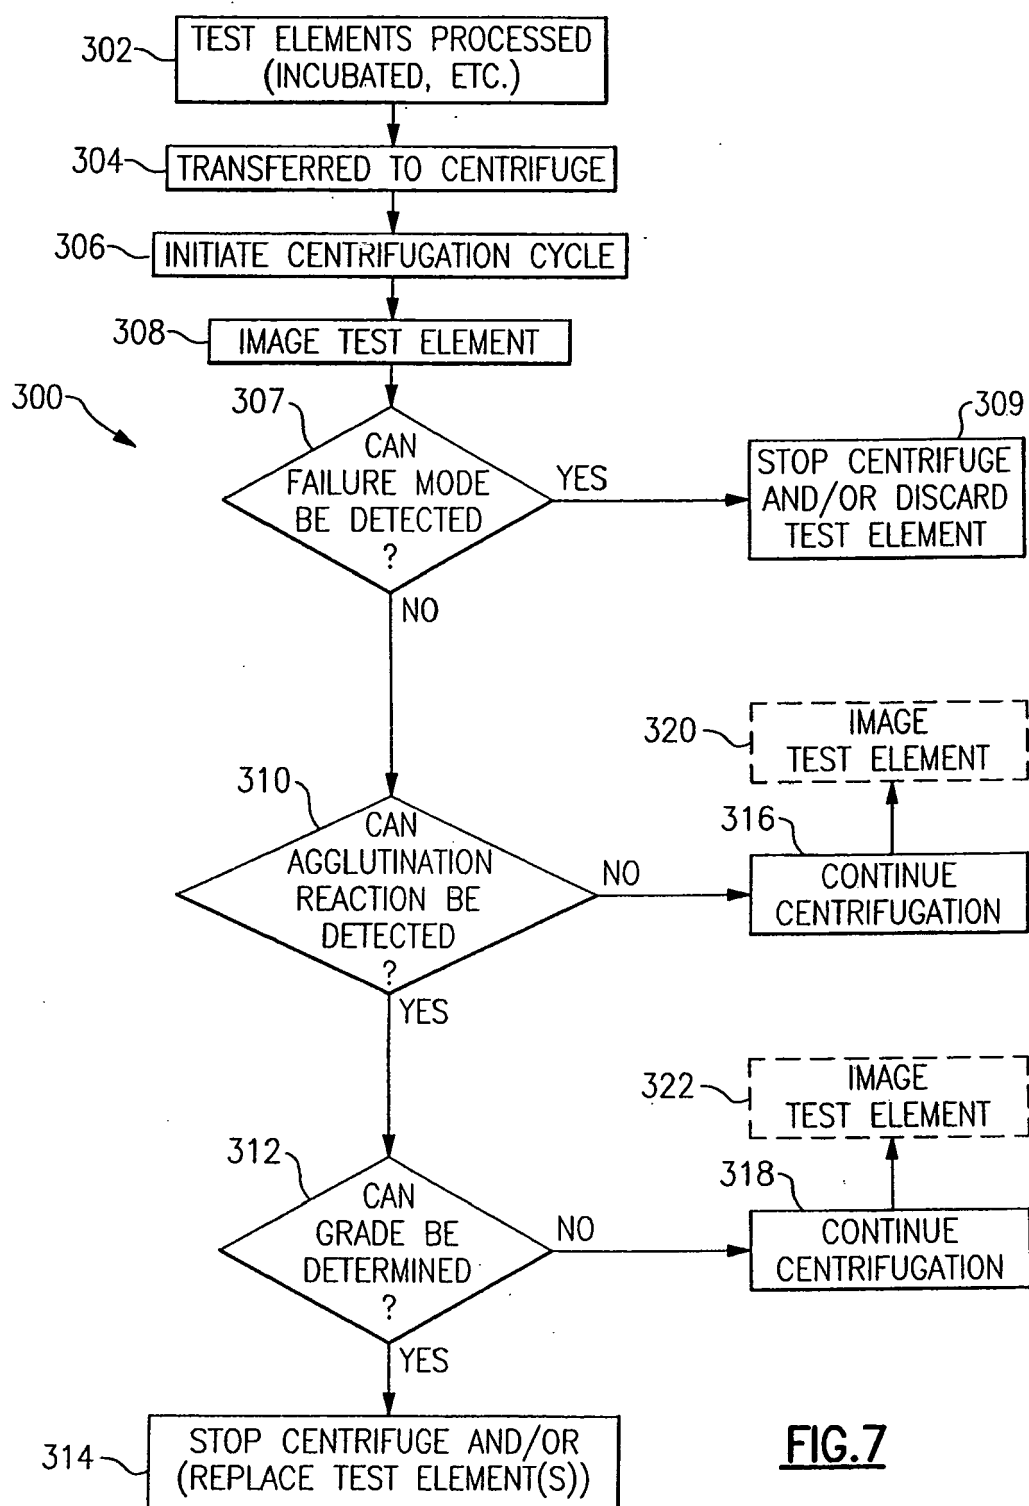 302
TEST ELEMENTS PROCESSED
(INCUBATED, ETC.)
304
TRANSFERRED TO CENTRIFUGE
306
INITIATE CENTRIFUGATION CYCLE
308
IMAGE TEST ELEMENT
300
307
CAN
FAILURE MODE
BE DETECTED
?
YES
NO
309
STOP CENTRIFUGE
AND/OR DISCARD
TEST ELEMENT
310
CAN
AGGLUTINATION
REACTION BE
DETECTED
?
NO
YES
320
IMAGE
TEST ELEMENT
316
CONTINUE
CENTRIFUGATION
312
CAN
GRADE BE
DETERMINED
?
NO
YES
322
IMAGE
TEST ELEMENT
318
CONTINUE
CENTRIFUGATION
314
STOP CENTRIFUGE AND/OR
(REPLACE TEST ELEMENT(S))
FIG.7